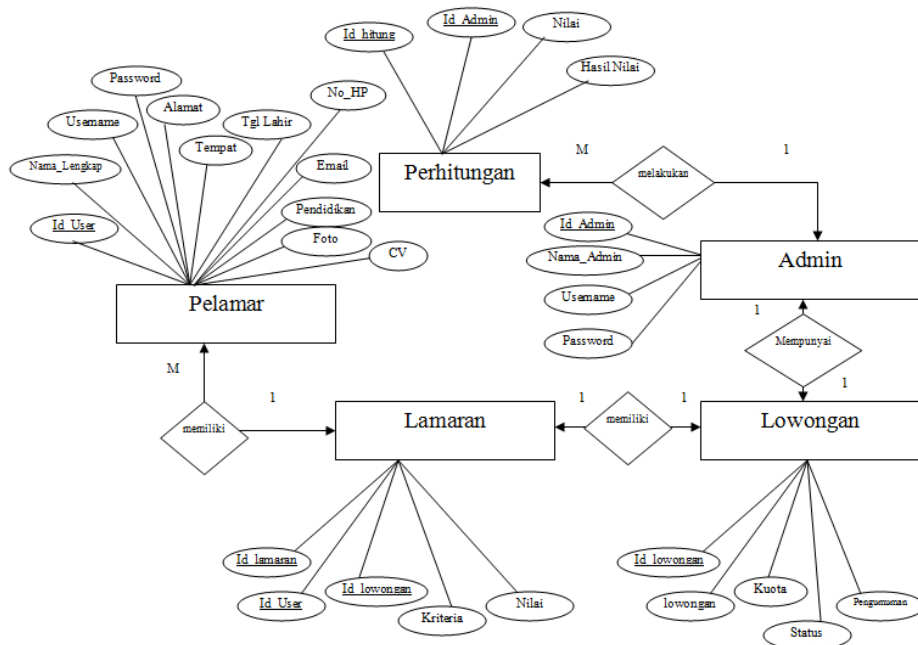 Id_hitung
Id_Admin
Nilai
Hasil Nilai
Password
Alamat
Username
Tempat
Tgl Lahir
No_HP
Nama_Lengkap
Email
Id_User
Pendidikan
Foto
CV
Perhitungan
M
melakukan
1
Id_Admin
Nama_Admin
Username
Password
Admin
Pelamar
1
Mempunyai
1
M
memiliki
1
Lamaran
1
memiliki
1
Lowongan
Id_lamaran
Id_User
Id_lowongan
Kriteria
Nilai
Id_lowongan
lowongan
Kuota
Status
Pengumuman